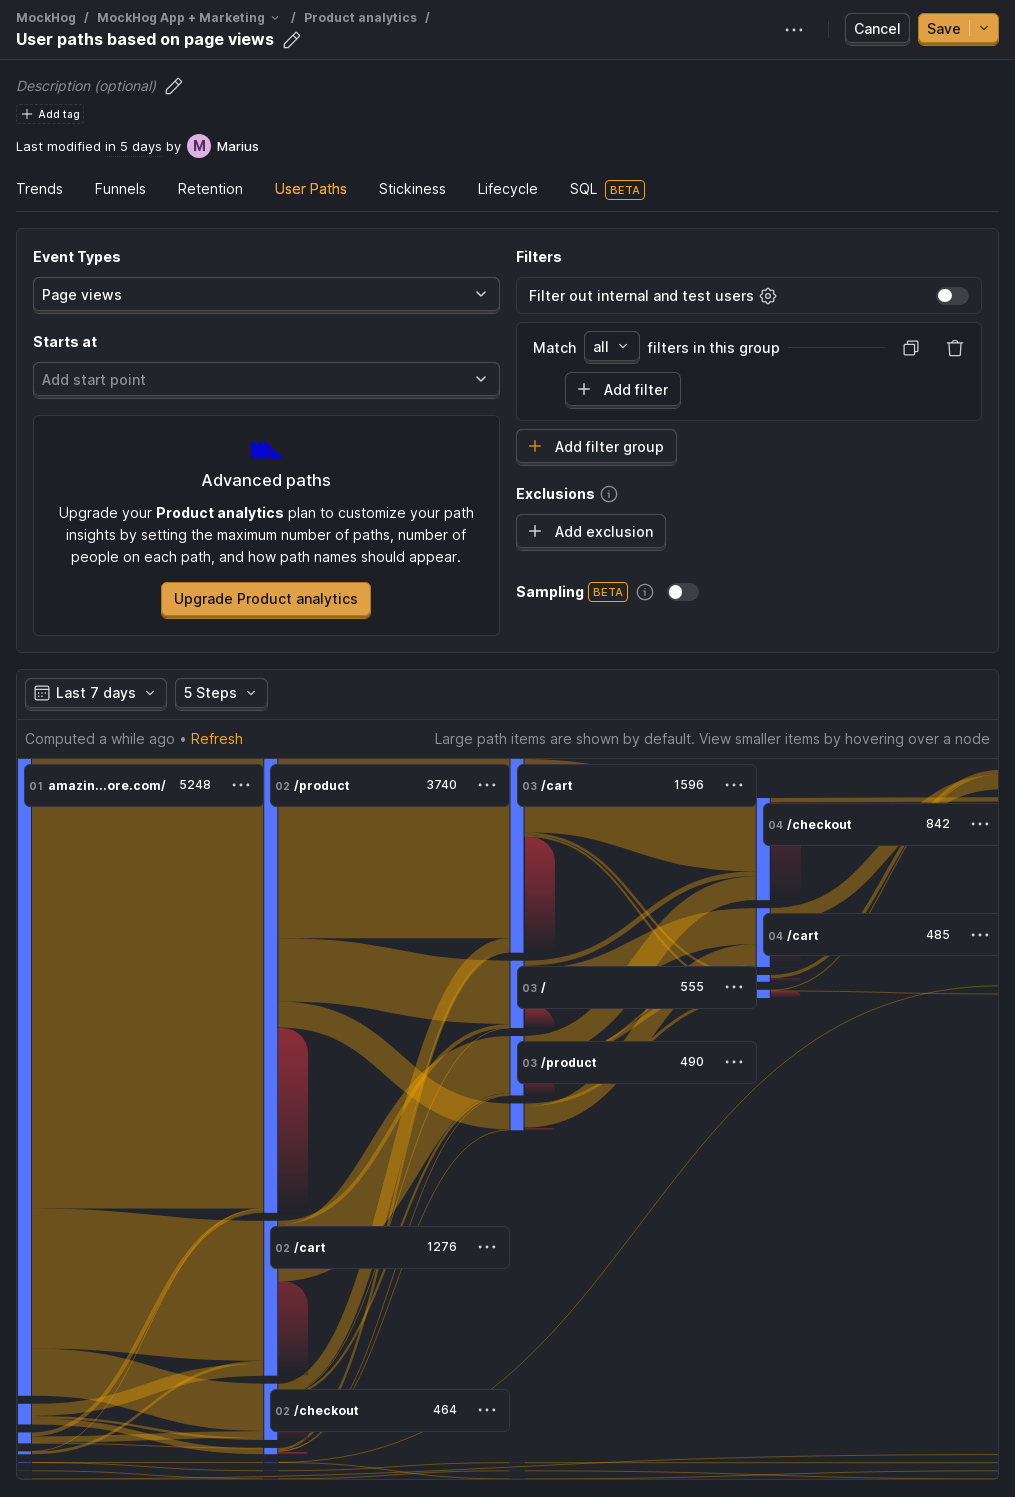 MockHog / MockHog App + Marketing / Product analytics /
User paths based on page views
Cancel
Save
Description (optional)
Add tag
Last modified in 5 days by M Marius
Trends Funnels Retention User Paths Stickiness Lifecycle SQL BETA
Event Types
Page views
Starts at
Add start point
Advanced paths
Upgrade your Product analytics plan to customize your path
insights by setting the maximum number of paths, number of
people on each path, and how path names should appear.
Upgrade Product analytics
Filters
Filter out internal and test users
Match all filters in this group
Add filter
Add filter group
Exclusions
Add exclusion
Sampling BETA
Last 7 days 5 Steps
Computed a while ago • Refresh
Large path items are shown by default. View smaller items by hovering over a node
01 amazin...ore.com/ 5248
02 /product 3740
03 /cart 1596
04 /checkout 842
04 /cart 485
03 / 555
03 /product 490
02 /cart 1276
02 /checkout 464